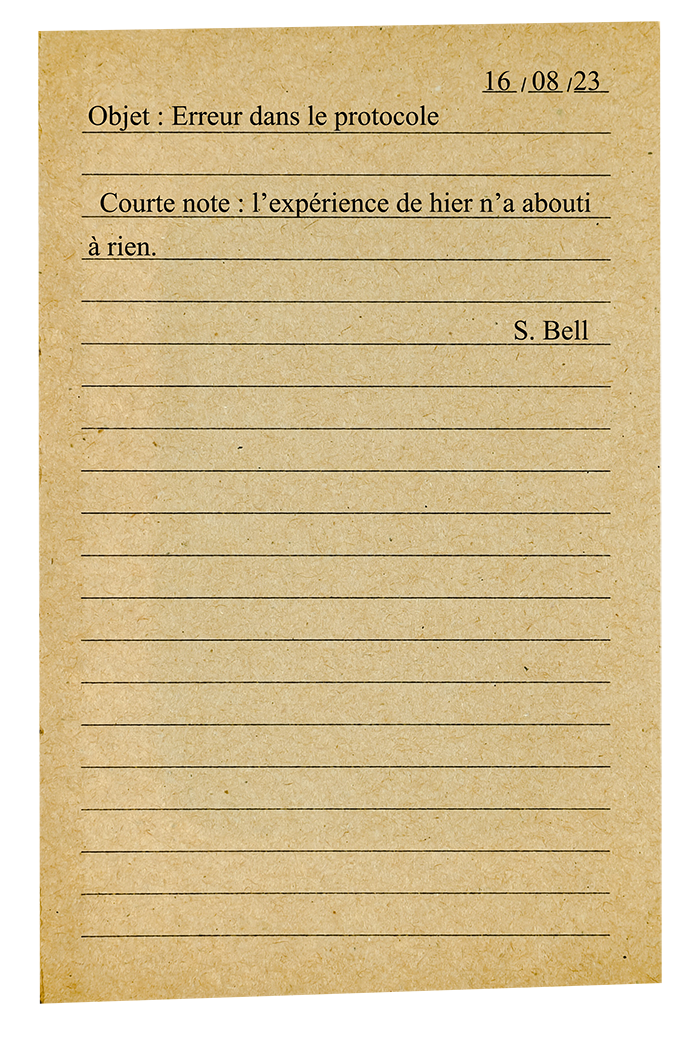 16 / 08 / 23
Objet : Erreur dans le protocole
Courte note : l’expérience de hier n’a abouti
à rien.
S. Bell